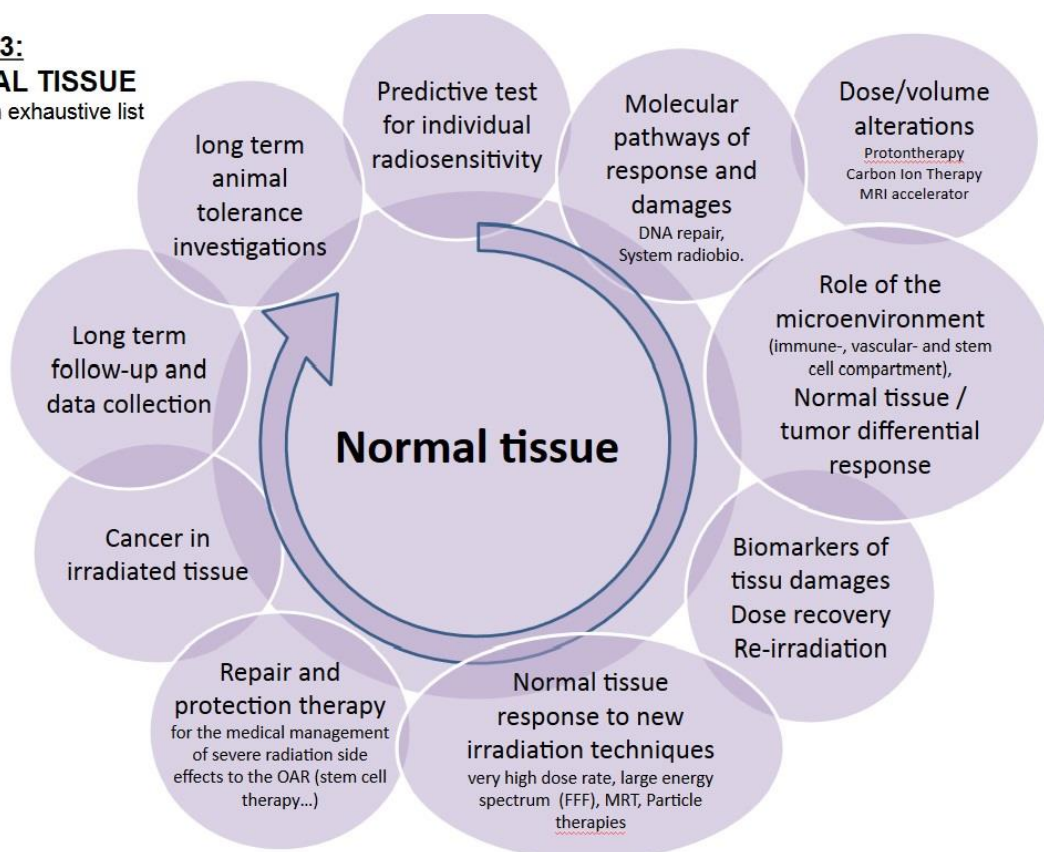 3:
AL TISSUE
exhaustive list
Predictive test
for individual
radiosensitivity
Molecular
pathways of
response and
damages
DNA repair,
System radiobio.
Dose/volume
alterations
Protontherapy
Carbon Ion Therapy
MRI accelerator
Role of the
microenvironment
(immune-, vascular- and stem
cell compartment),
Normal tissue /
tumor differential
response
Biomarkers of
tissu damages
Dose recovery
Re-irradiation
Normal tissue
response to new
irradiation techniques
very high dose rate, large energy
spectrum (FFF), MRT, Particle
therapies
Repair and
protection therapy
for the medical management
of severe radiation side
effects to the OAR (stem cell
therapy...)
Cancer in
irradiated tissue
Long term
follow-up and
data collection
long term
animal
tolerance
investigations
Normal tissue